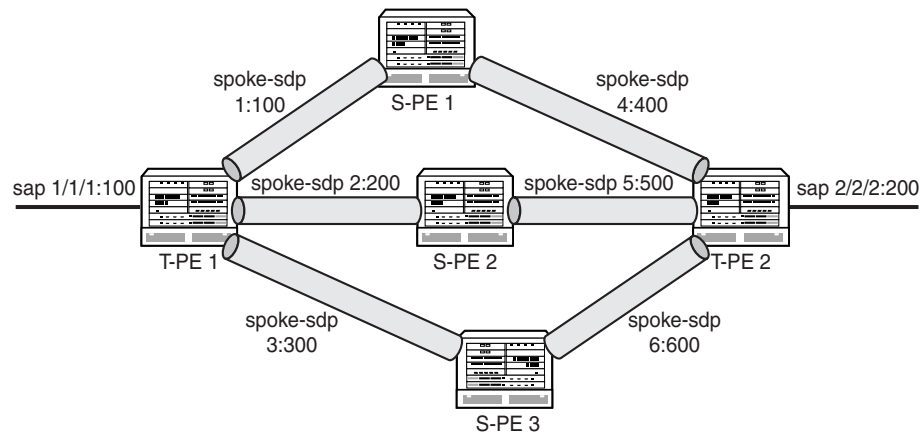 spoke-sdp
1:100
S-PE 1
spoke-sdp
4:400
sap 1/1/1:100
spoke-sdp 2:200
spoke-sdp 5:500
sap 2/2/2:200
T-PE 1
S-PE 2
T-PE 2
spoke-sdp
3:300
spoke-sdp
6:600
S-PE 3